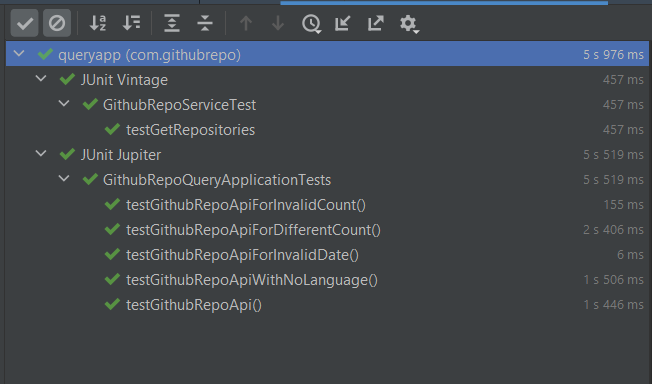 queryapp (com.githubrepo) 5 s 976 ms
JUnit Vintage 457 ms
GithubRepoServiceTest 457 ms
testGetRepositories 457 ms
JUnit Jupiter 5 s 519 ms
GithubRepoQueryApplicationTests 5 s 519 ms
testGithubRepoApiForInvalidCount() 155 ms
testGithubRepoApiForDifferentCount() 2 s 406 ms
testGithubRepoApiForInvalidDate() 6 ms
testGithubRepoApiWithNoLanguage() 1 s 506 ms
testGithubRepoApi() 1 s 446 ms